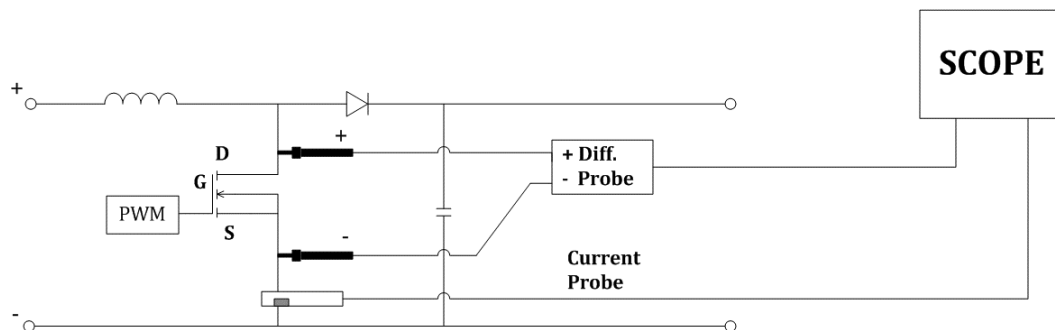 SCOPE
+
+
D
+ Diff.
- Probe
G
PWM
S
-
Current
Probe
-